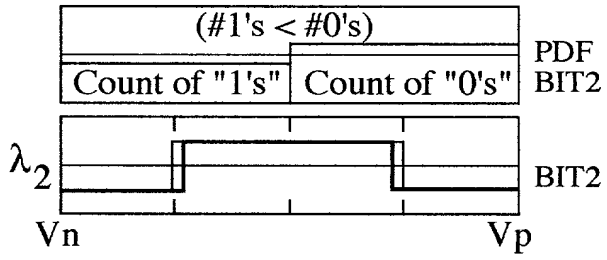 (#1's < #0's)
PDF
Count of "1's" Count of "0's" BIT2
λ2 BIT2
Vn Vp